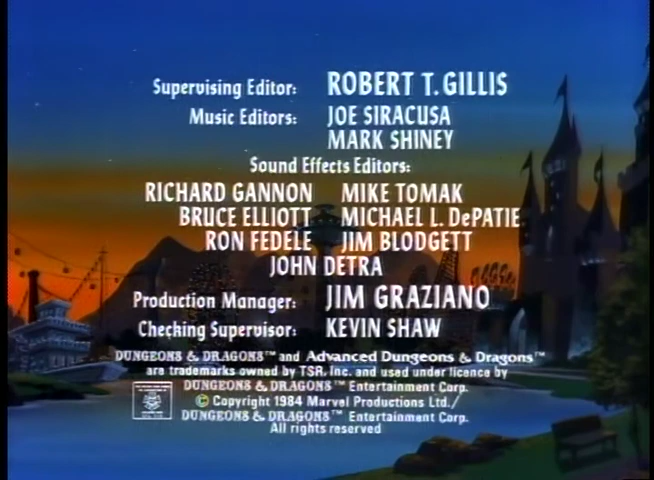 Supervising Editor: ROBERT T. GILLIS
Music Editors: JOE SIRACUSA
MARK SHINEY
Sound Effects Editors:
RICHARD GANNON MIKE TOMAK
BRUCE ELLIOTT MICHAEL L. DePATIE
RON FEDELE JIM BLODGETT
JOHN DETRA
Production Manager: JIM GRAZIANO
Checking Supervisor: KEVIN SHAW
DUNGEONS & DRAGONS™ and Advanced Dungeons & Dragons™
are trademarks owned by TSR, Inc. and used under licence by
DUNGEONS & DRAGONS™ Entertainment Corp.
© Copyright 1984 Marvel Productions Ltd./
DUNGEONS & DRAGONS™ Entertainment Corp.
All rights reserved